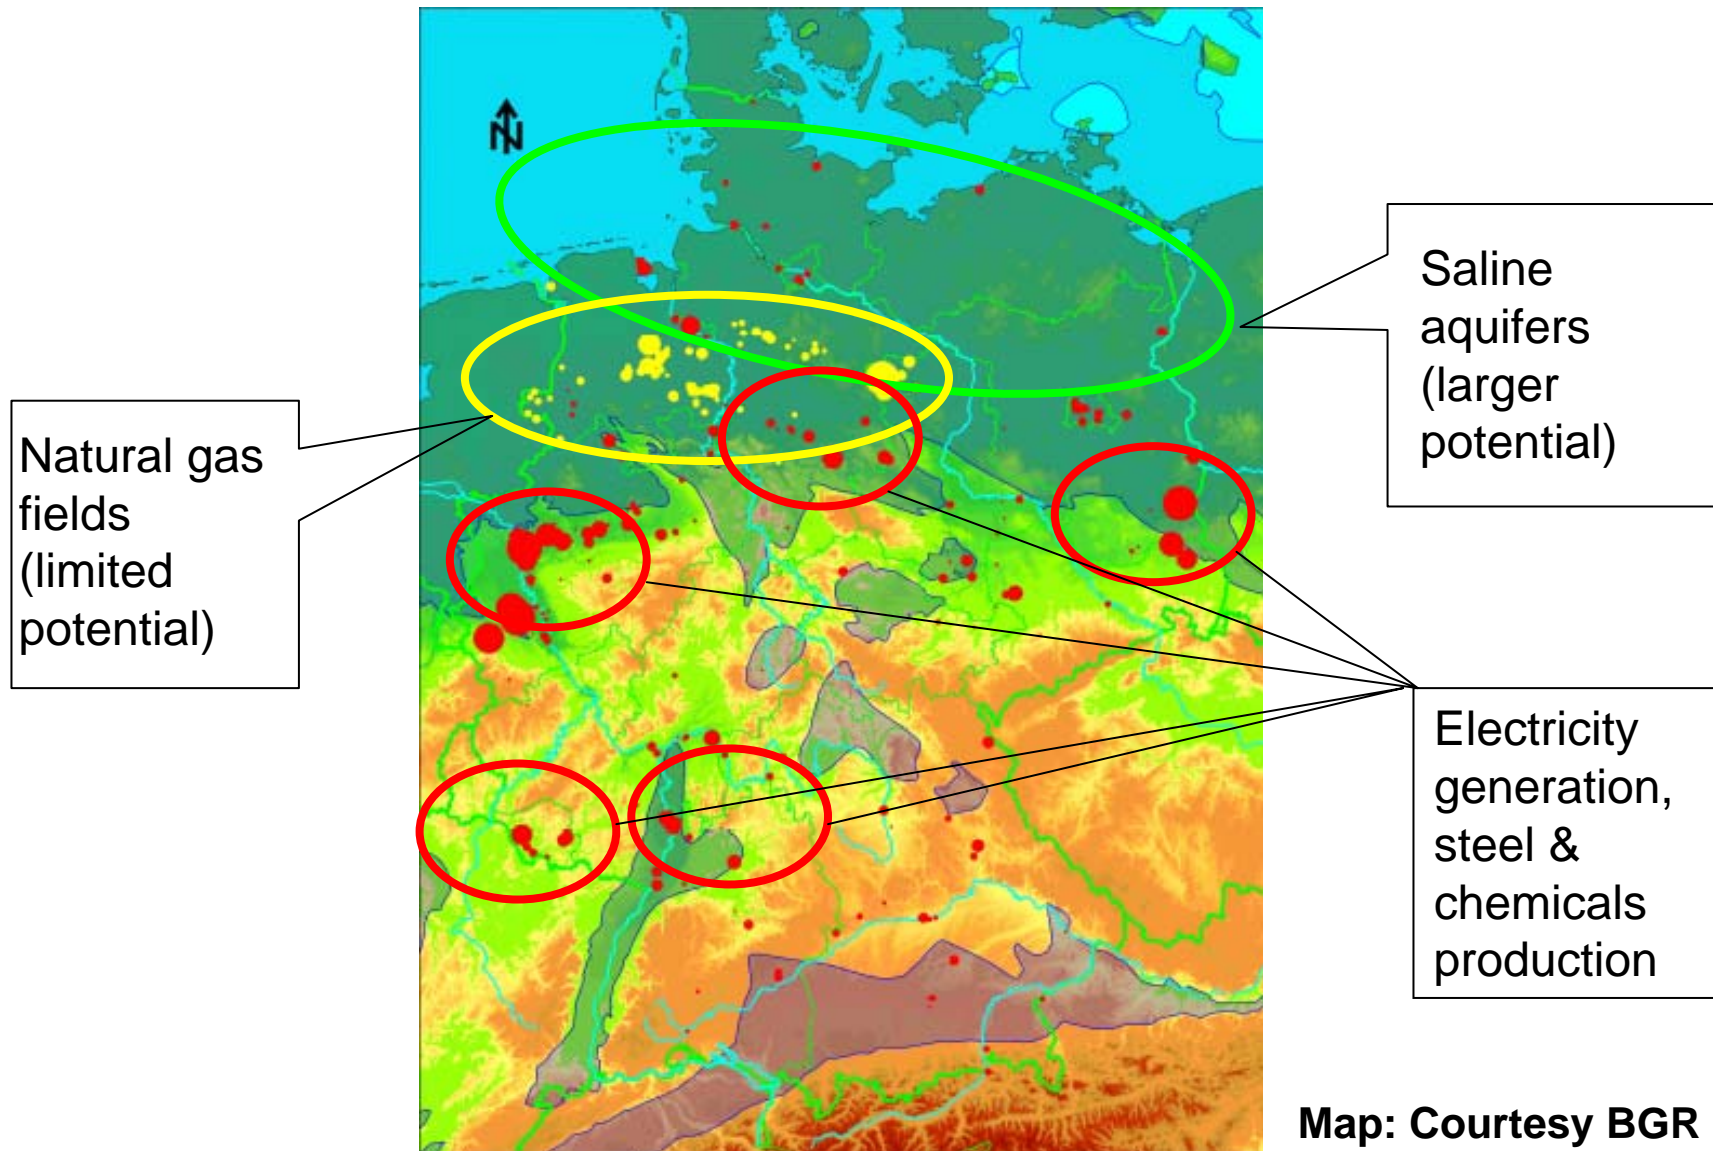 N
Natural gas
fields
(limited
potential)
Saline
aquifers
(larger
potential)
Electricity
generation,
steel &
chemicals
production
Map: Courtesy BGR